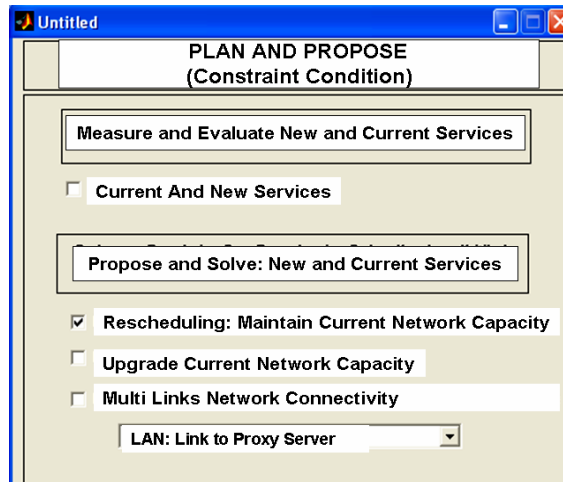 Untitled
PLAN AND PROPOSE
(Constraint Condition)
Measure and Evaluate New and Current Services
Current And New Services
Propose and Solve: New and Current Services
Rescheduling: Maintain Current Network Capacity
Upgrade Current Network Capacity
Multi Links Network Connectivity
LAN: Link to Proxy Server